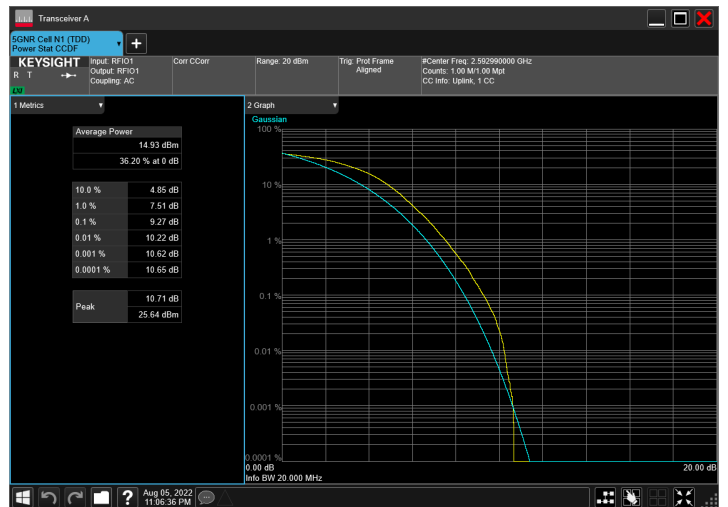 Transceiver A
5GNR Cell N1 (TDD)
Power Stat CCDF
KEYSIGHT
R T
LXI
Input: RFIO1
Output: RFIO1
Coupling: AC
Corr CCorr
Range: 20 dBm
Trig: Prot Frame
Aligned
#Center Freq: 2.592990000 GHz
Counts: 1.00 M/1.00 Mpt
CC Info: Uplink, 1 CC
1 Metrics
Average Power
14.93 dBm
36.20 % at 0 dB
10.0 % 4.85 dB
1.0 % 7.51 dB
0.1 % 9.27 dB
0.01 % 10.22 dB
0.001 % 10.62 dB
0.0001 % 10.65 dB
Peak
10.71 dB
25.64 dBm
2 Graph
Gaussian
100 %
10 %
1 %
0.1 %
0.01 %
0.001 %
0.0001 %
0.00 dB 20.00 dB
Info BW 20.000 MHz
? Aug 05, 2022
11:06:36 PM